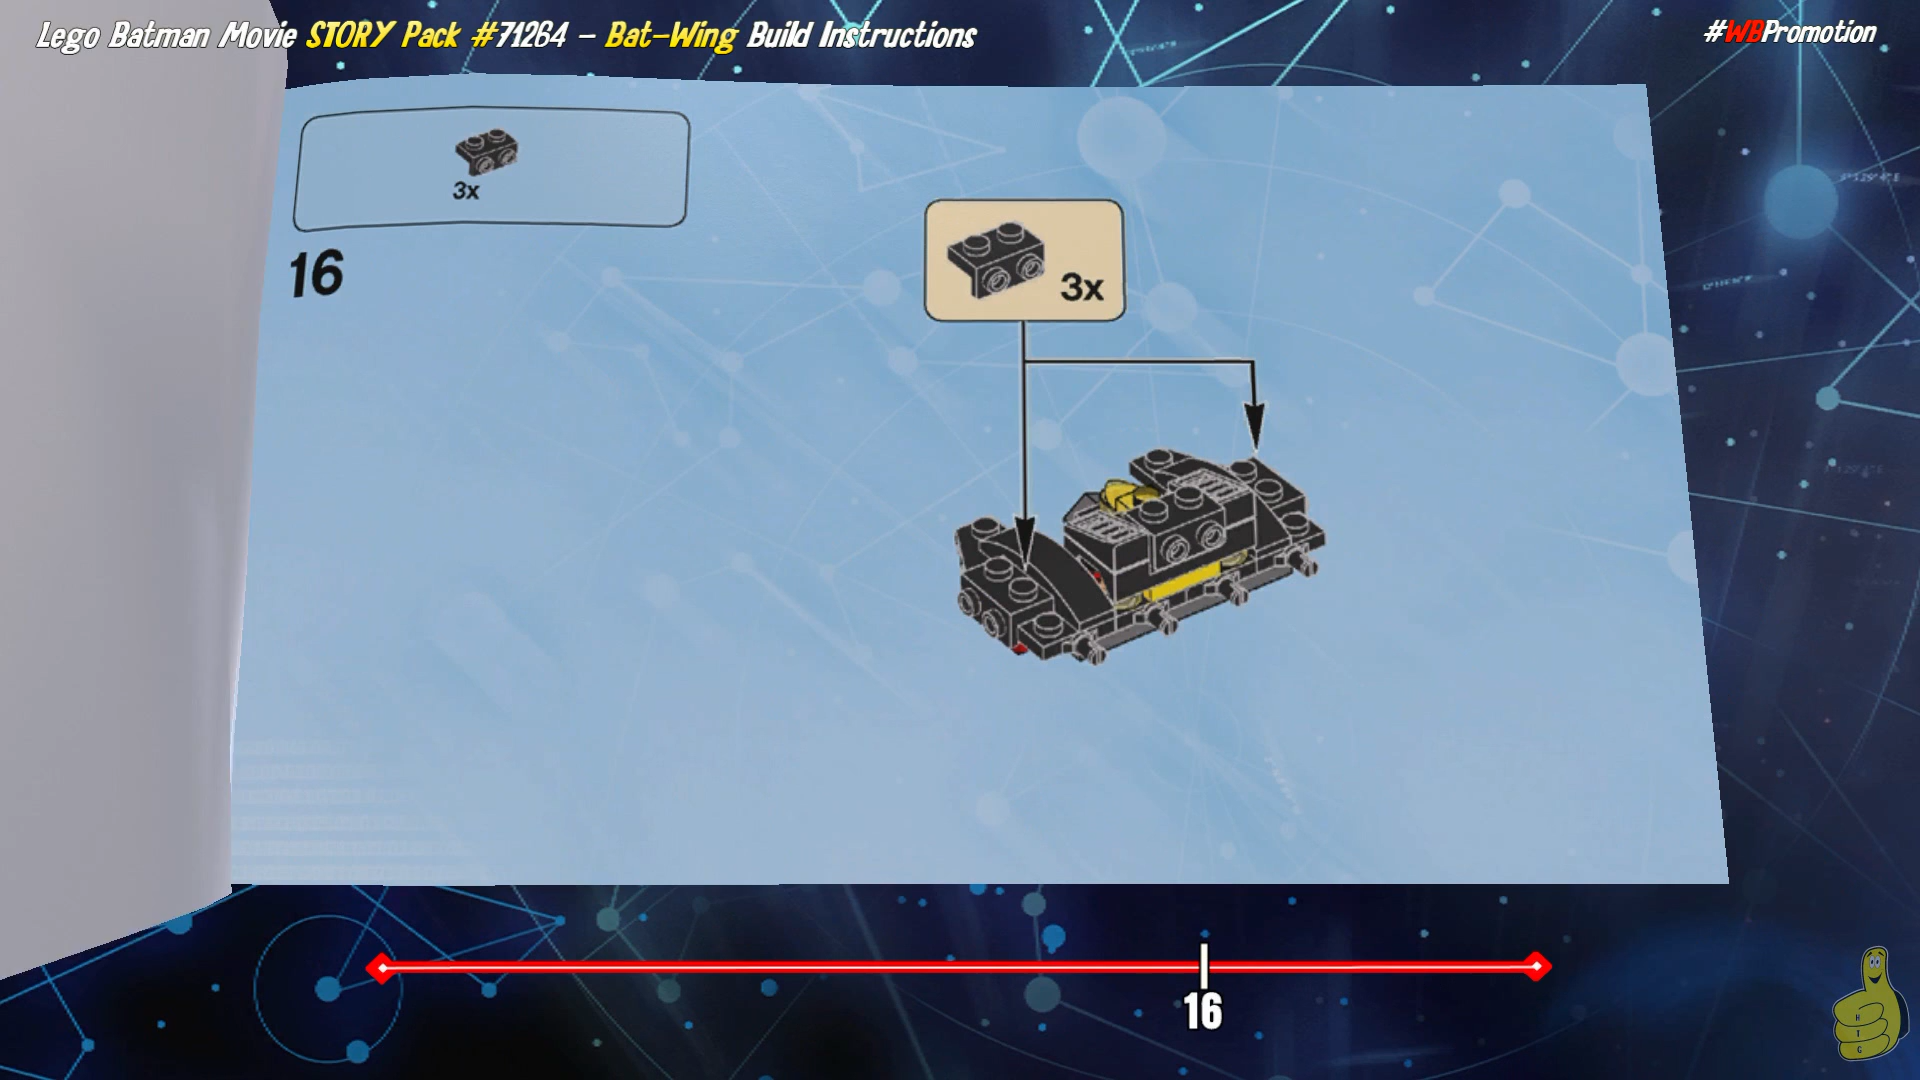 Lego Batman Movie STORY Pack #71264 – Bat-Wing Build Instructions
#WBPromotion
3x
16
3x
16
H
T
G